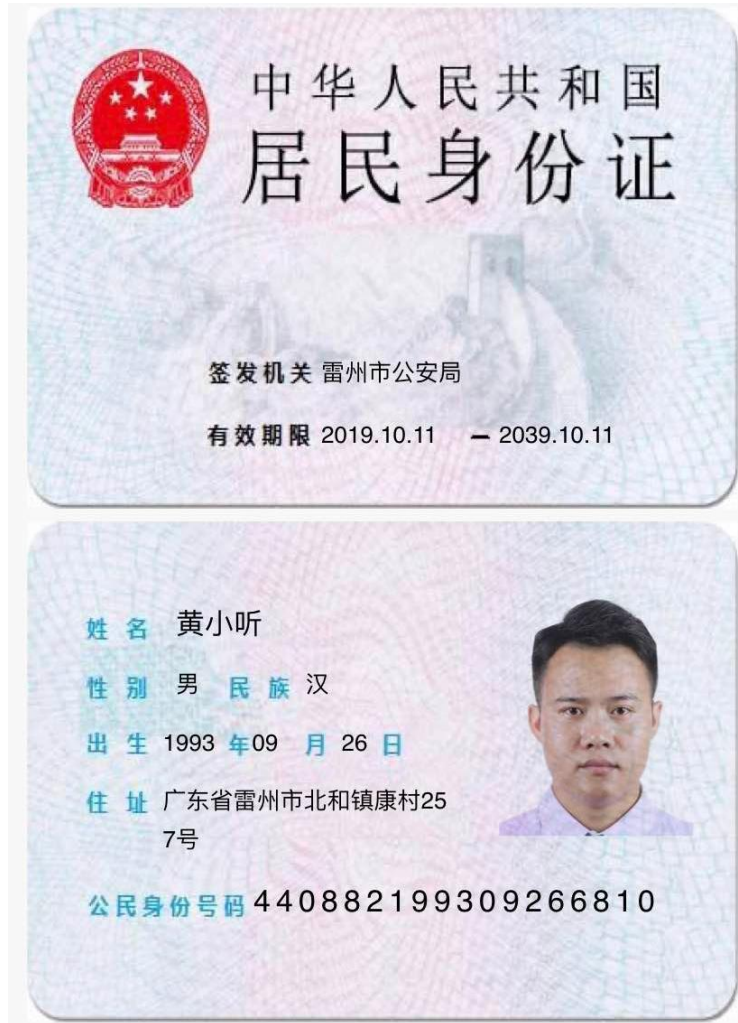 中华人民共和国
居民身份证
签发机关 雷州市公安局
有效期限 2019.10.11 — 2039.10.11
姓名 黄小听
性别 男 民族 汉
出生 1993 年09 月 26 日
住址 广东省雷州市北和镇康村25
7号
公民身份号码 440882199309266810